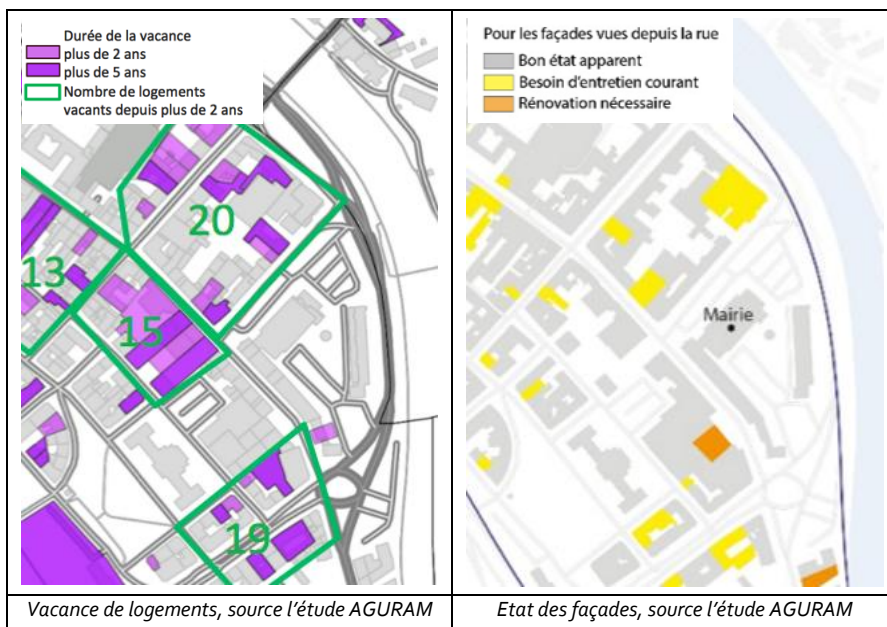 Durée de la vacance
plus de 2 ans
plus de 5 ans
Nombre de logements
vacants depuis plus de 2 ans
20
13
15
19
Pour les façades vues depuis la rue
Bon état apparent
Besoin d'entretien courant
Rénovation nécessaire
Mairie
Vacance de logements, source l'étude AGURAM
Etat des façades, source l'étude AGURAM